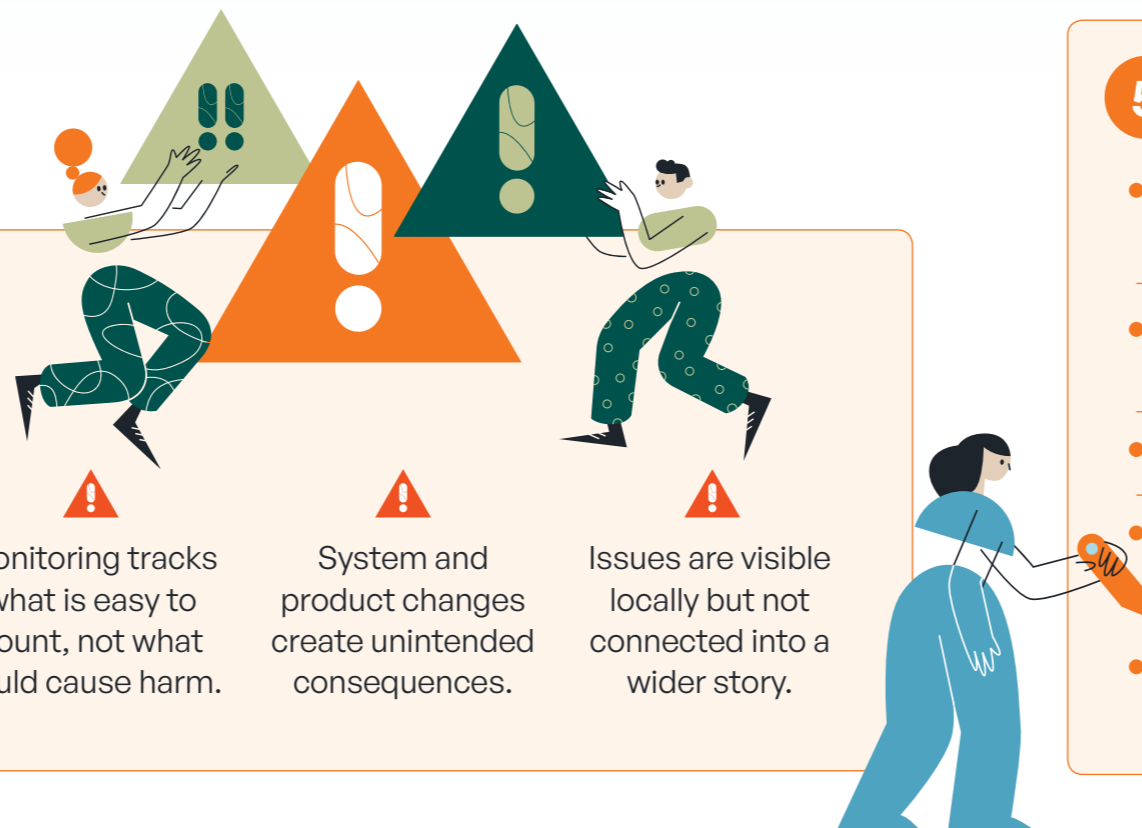 5
onitoring tracks
what is easy to
ount, not what
uld cause harm.
System and
product changes
create unintended
consequences.
Issues are visible
locally but not
connected into a
wider story.